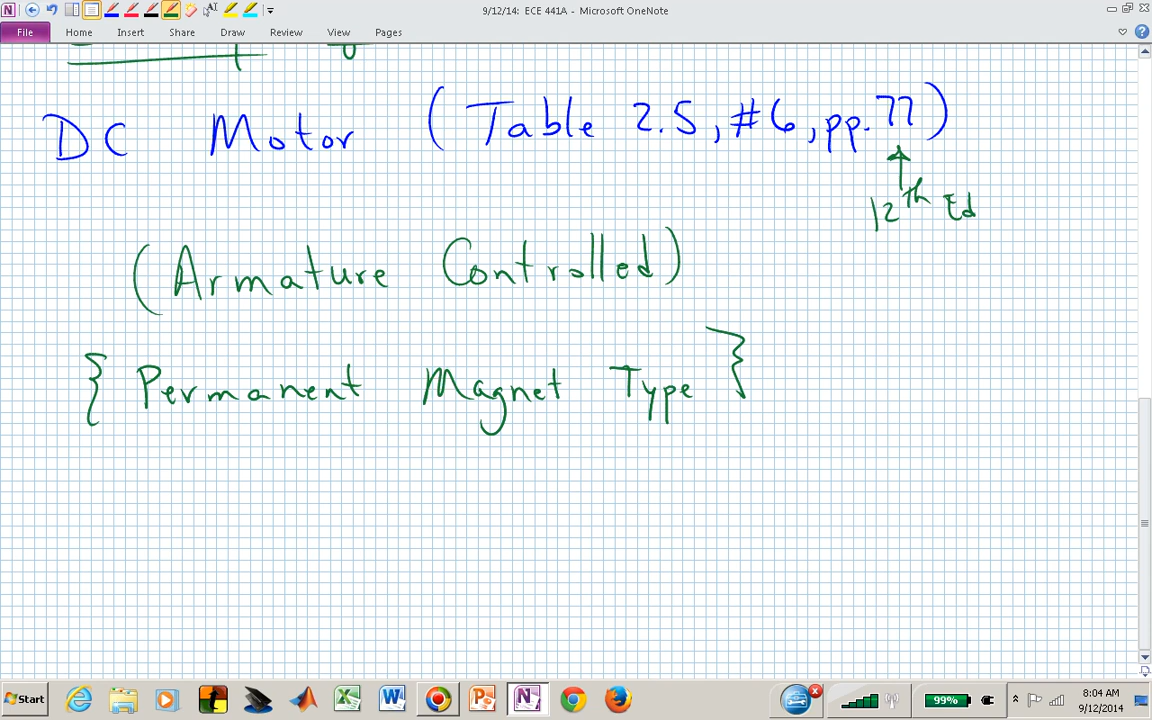 9/12/14: ECE 441A - Microsoft OneNote
File Home Insert Share Draw Review View Pages
DC Motor (Table 2.5, #6, pp. 77)
12th Ed
(Armature Controlled)
{ Permanent Magnet Type }
Start
99%
8:04 AM
9/12/2014